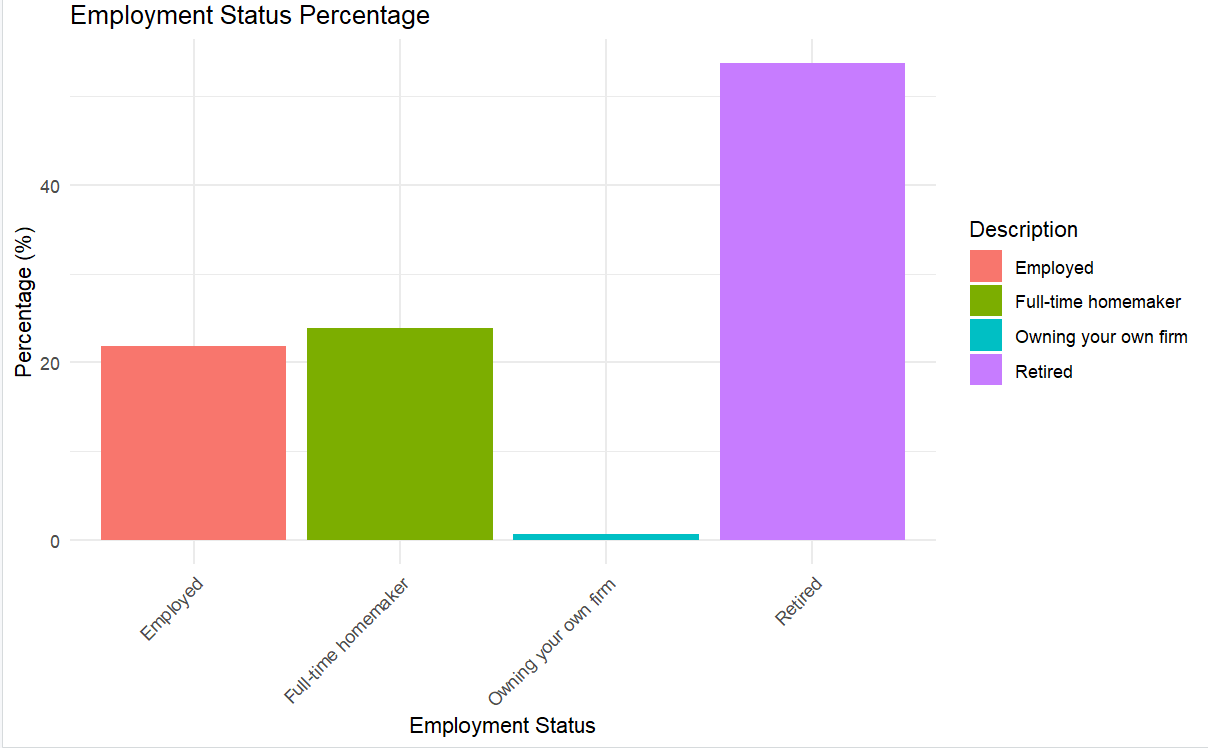 Employment Status Percentage
Percentage (%)
40
20
0
Employed
Full-time homemaker
Owning your own firm
Retired
Employment Status
Description
Employed
Full-time homemaker
Owning your own firm
Retired